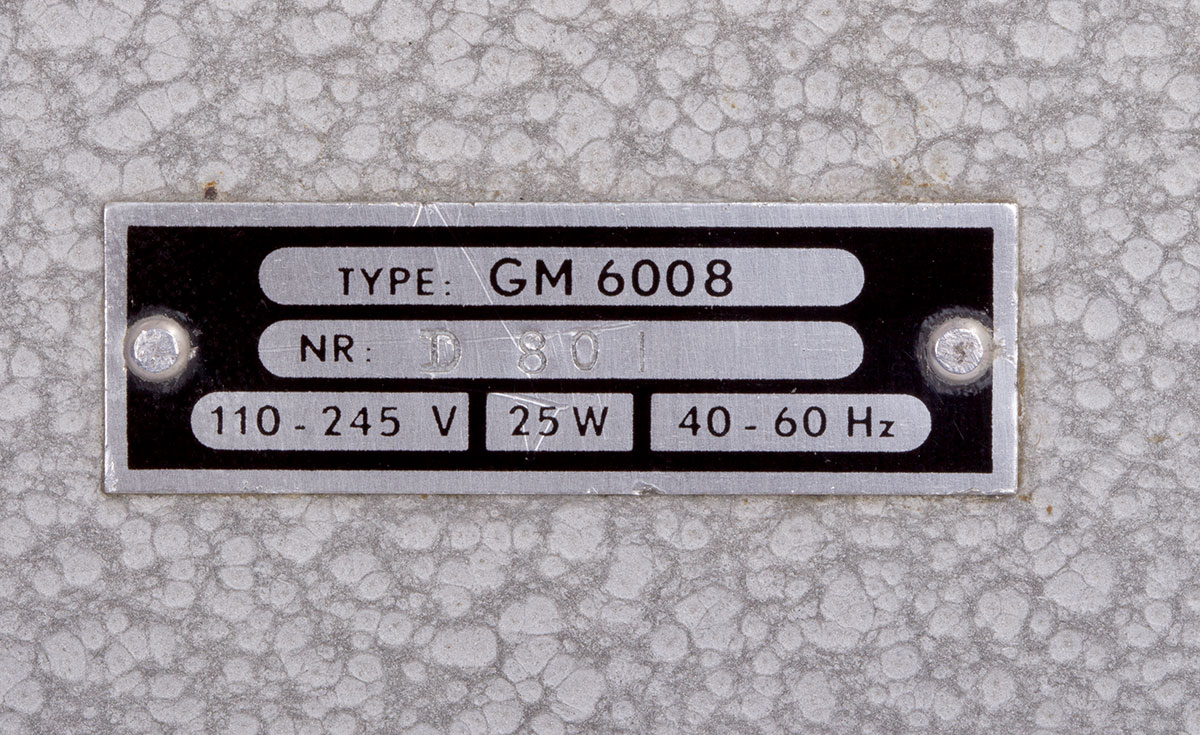 TYPE: GM 6008
NR: D 801
110 - 245 V 25 W 40 - 60 Hz